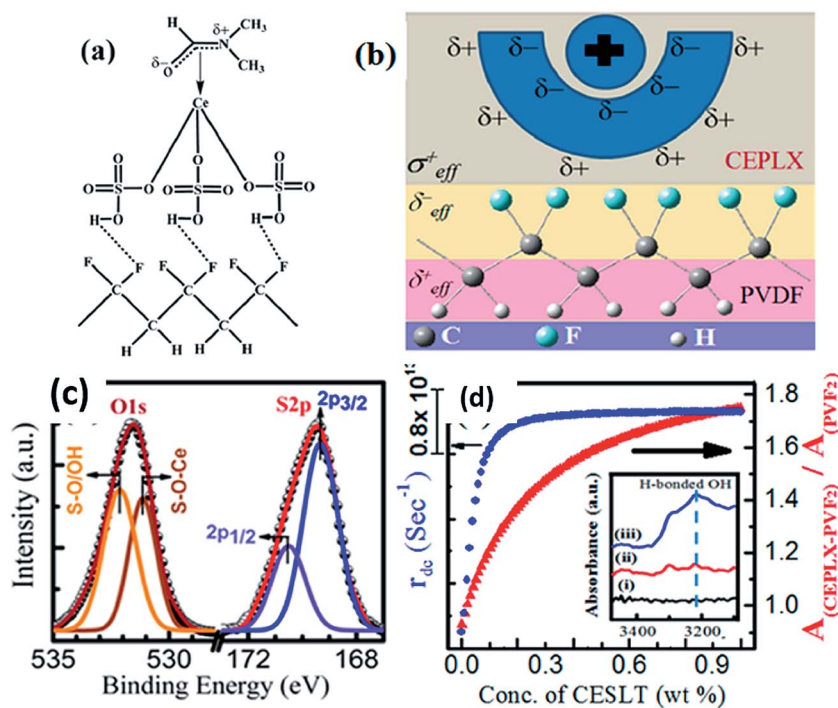 (a)
H
δ+
CH₃
N
δ−
O
CH₃
Ce
O
O
O
O
O
O
O=S
S
S=O
O
O
O
O
H
H
H
F
F
F
F
F
F
C
C
C
C
C
H
H
H
H
(b)
δ+ δ− δ− δ+
δ− δ−
δ+ δ− δ+
δ+ δ+
σ⁺eff
CEPLX
δ⁻eff
δ⁺eff
PVDF
C F H
(c)
O1s
S2p
2p3/2
S-O/OH
S-O-Ce
2p1/2
Intensity (a.u.)
535 530 172 168
Binding Energy (eV)
(d)
0.8x 10
r dc (Sec⁻¹)
H-bonded OH
Absorbance (a.u.)
(iii)
(ii)
(i)
3400 3200
1.8
1.6
1.4
1.2
1.0
A(CEPLX-PVF₂) / A(PVF₂)
0.0 0.3 0.6 0.9
Conc. of CESLT (wt %)